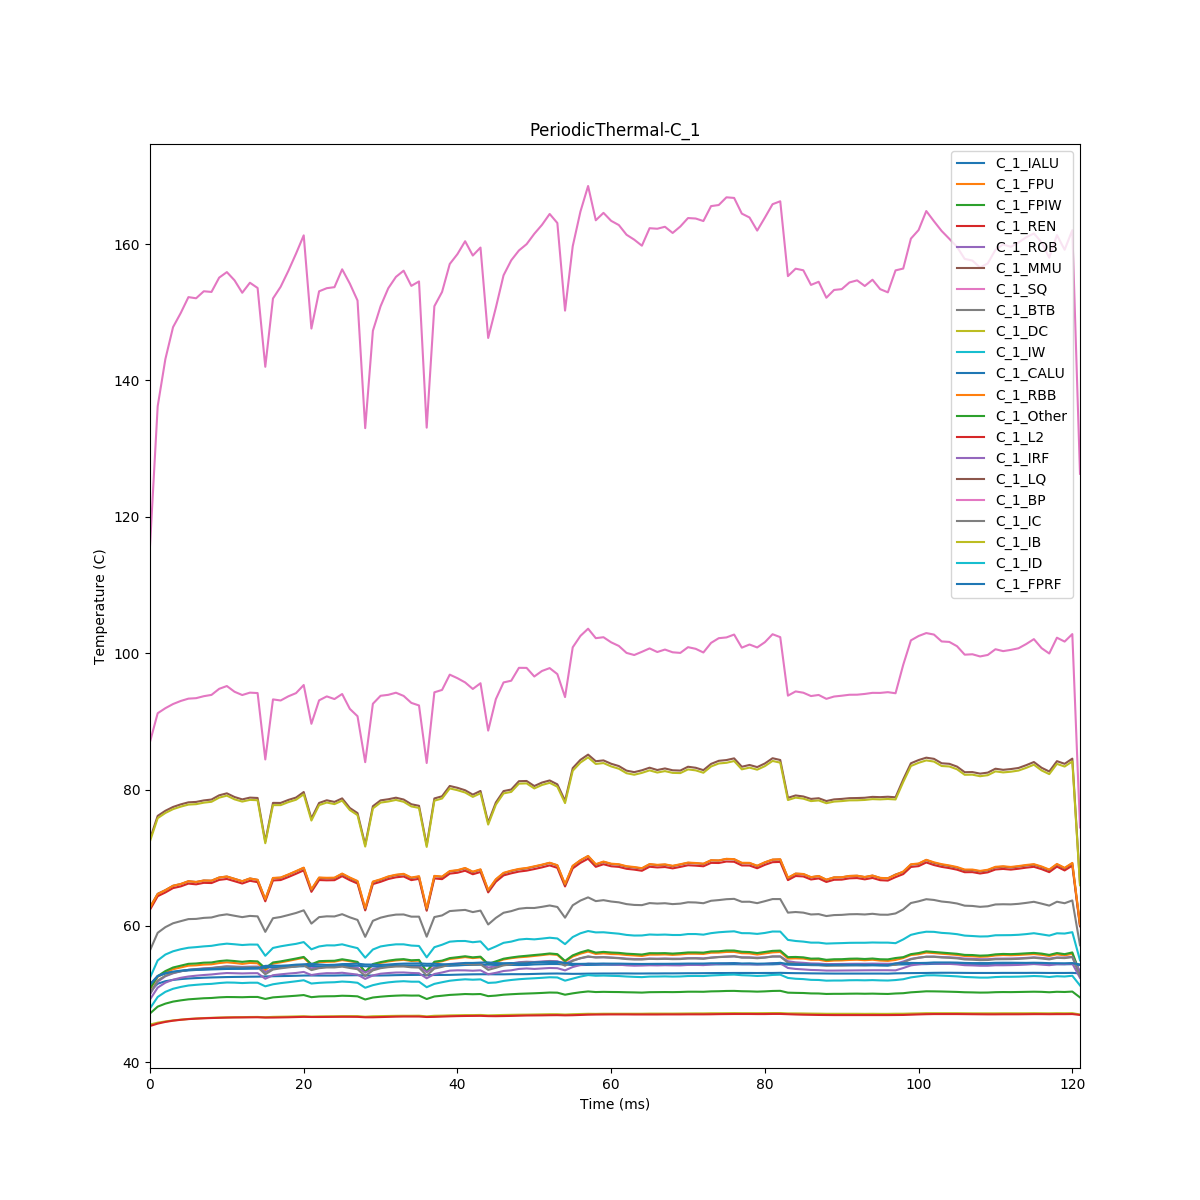 PeriodicThermal-C_1
C_1_IALU
C_1_FPU
C_1_FPIW
C_1_REN
C_1_ROB
C_1_MMU
C_1_SQ
C_1_BTB
C_1_DC
C_1_IW
C_1_CALU
C_1_RBB
C_1_Other
C_1_L2
C_1_IRF
C_1_LQ
C_1_BP
C_1_IC
C_1_IB
C_1_ID
C_1_FPRF
Temperature (C)
160
140
120
100
80
60
40
0 20 40 60 80 100 120
Time (ms)